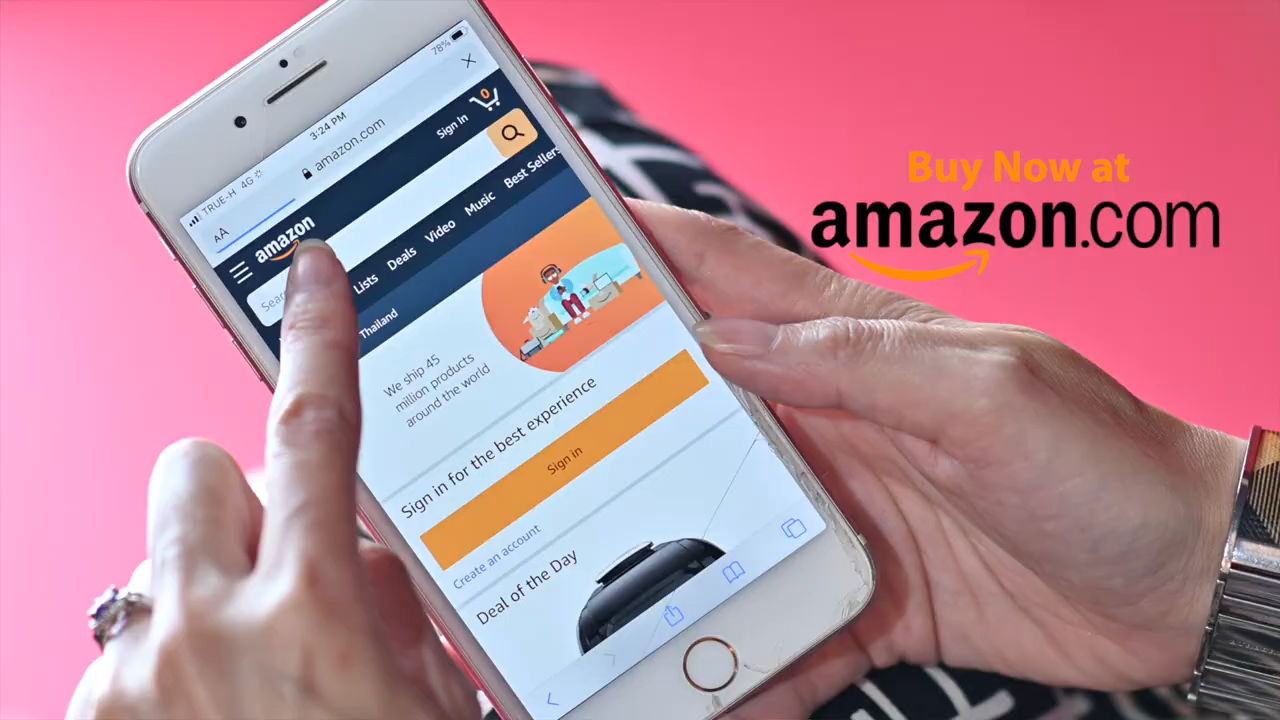 78%
3:24 PM
TRUE-H 4G
AA
amazon.com
amazon
Sign In
0
Sear
Lists Deals Video Music Best Sellers
Thailand
We ship 45
million products
around the world
Sign in for the best experience
Sign in
Create an account
Deal of the Day
Buy Now at
amazon.com